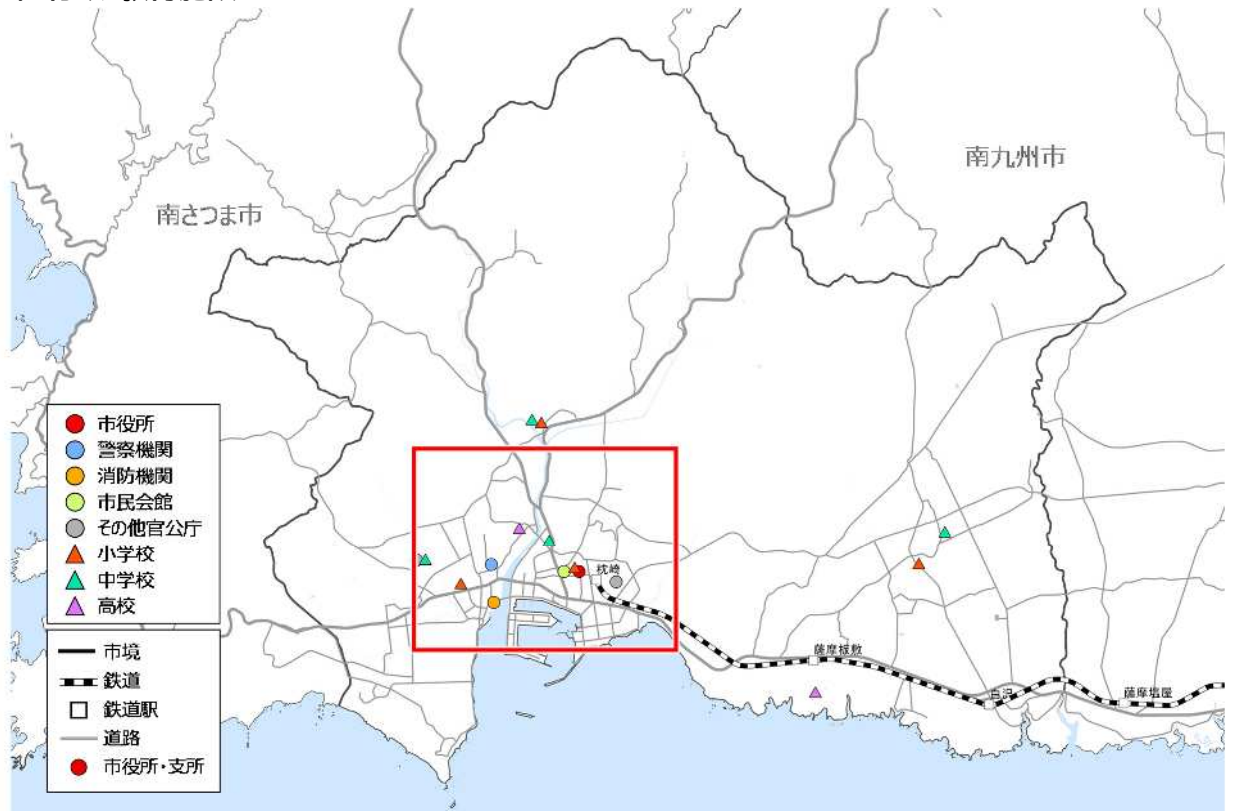 南九州市
南さつま市
市役所
警察機関
消防機関
市民会館
その他官公庁
小学校
中学校
高校
枕崎
市境
鉄道
鉄道駅
道路
市役所・支所
薩摩板敷
白沢
薩摩塩屋